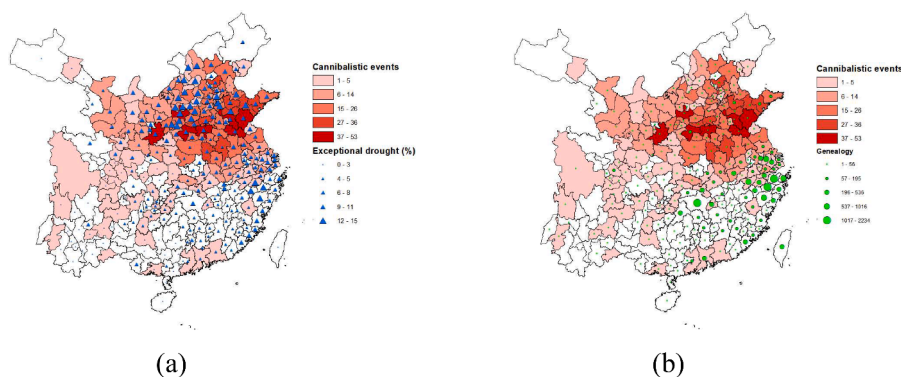 Cannibalistic events
1 - 5
6 - 14
15 - 26
27 - 36
37 - 53
Exceptional drought (%)
0 - 3
4 - 5
6 - 8
9 - 11
12 - 15
(a)
Cannibalistic events
1 - 5
6 - 14
15 - 26
27 - 36
37 - 53
Genealogy
1 - 56
57 - 195
196 - 536
537 - 1016
1017 - 2234
(b)